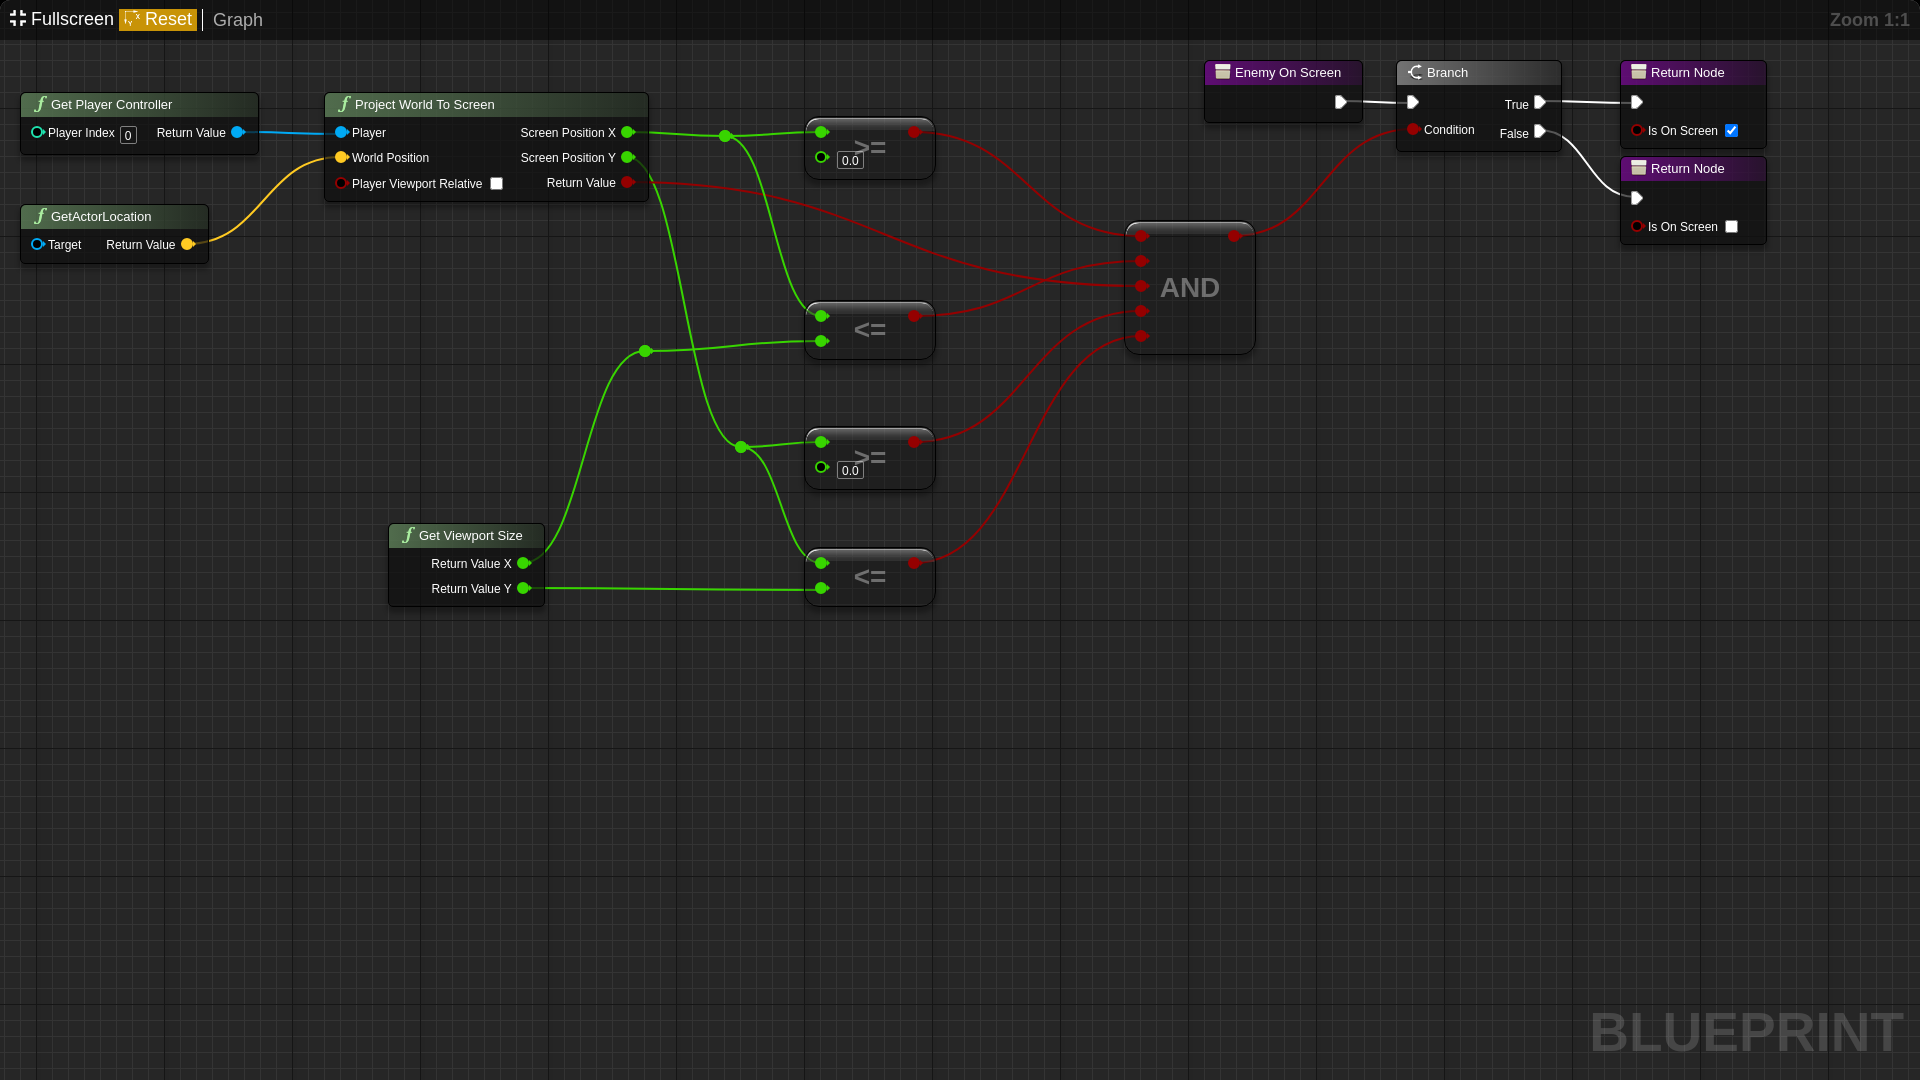 Fullscreen Reset Graph
Zoom 1:1
Get Player Controller
Player Index 0 Return Value
GetActorLocation
Target Return Value
Project World To Screen
Player Screen Position X
World Position Screen Position Y
Player Viewport Relative Return Value
>=
0.0
<=
>=
0.0
<=
Get Viewport Size
Return Value X
Return Value Y
AND
Enemy On Screen
Branch
True
Condition
False
Return Node
Is On Screen
Return Node
Is On Screen
BLUEPRINT